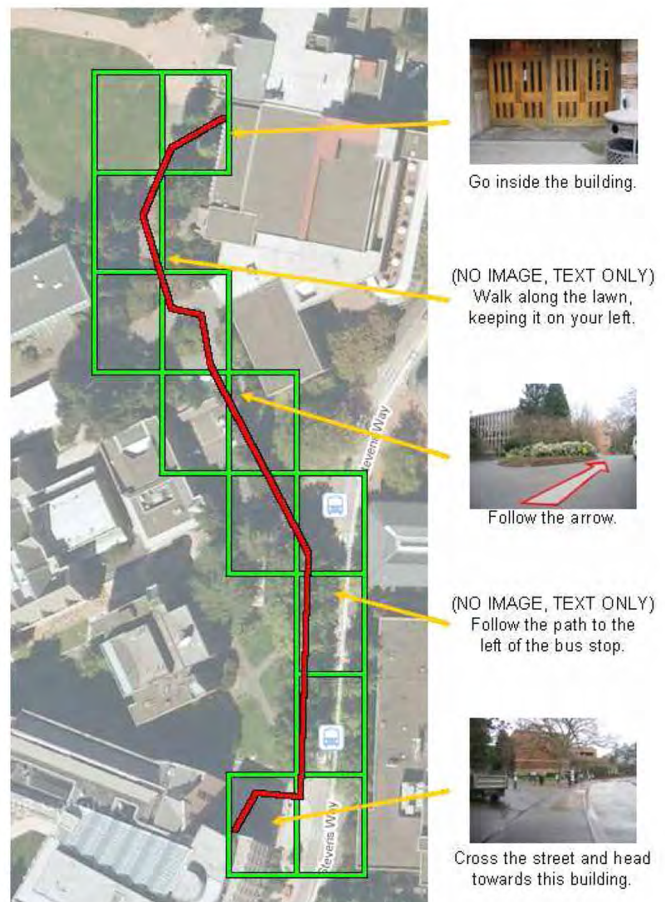 Go inside the building.
(NO IMAGE, TEXT ONLY)
Walk along the lawn,
keeping it on your left.
Stevens Way
Follow the arrow.
(NO IMAGE, TEXT ONLY)
Follow the path to the
left of the bus stop.
Stevens Way
Cross the street and head
towards this building.